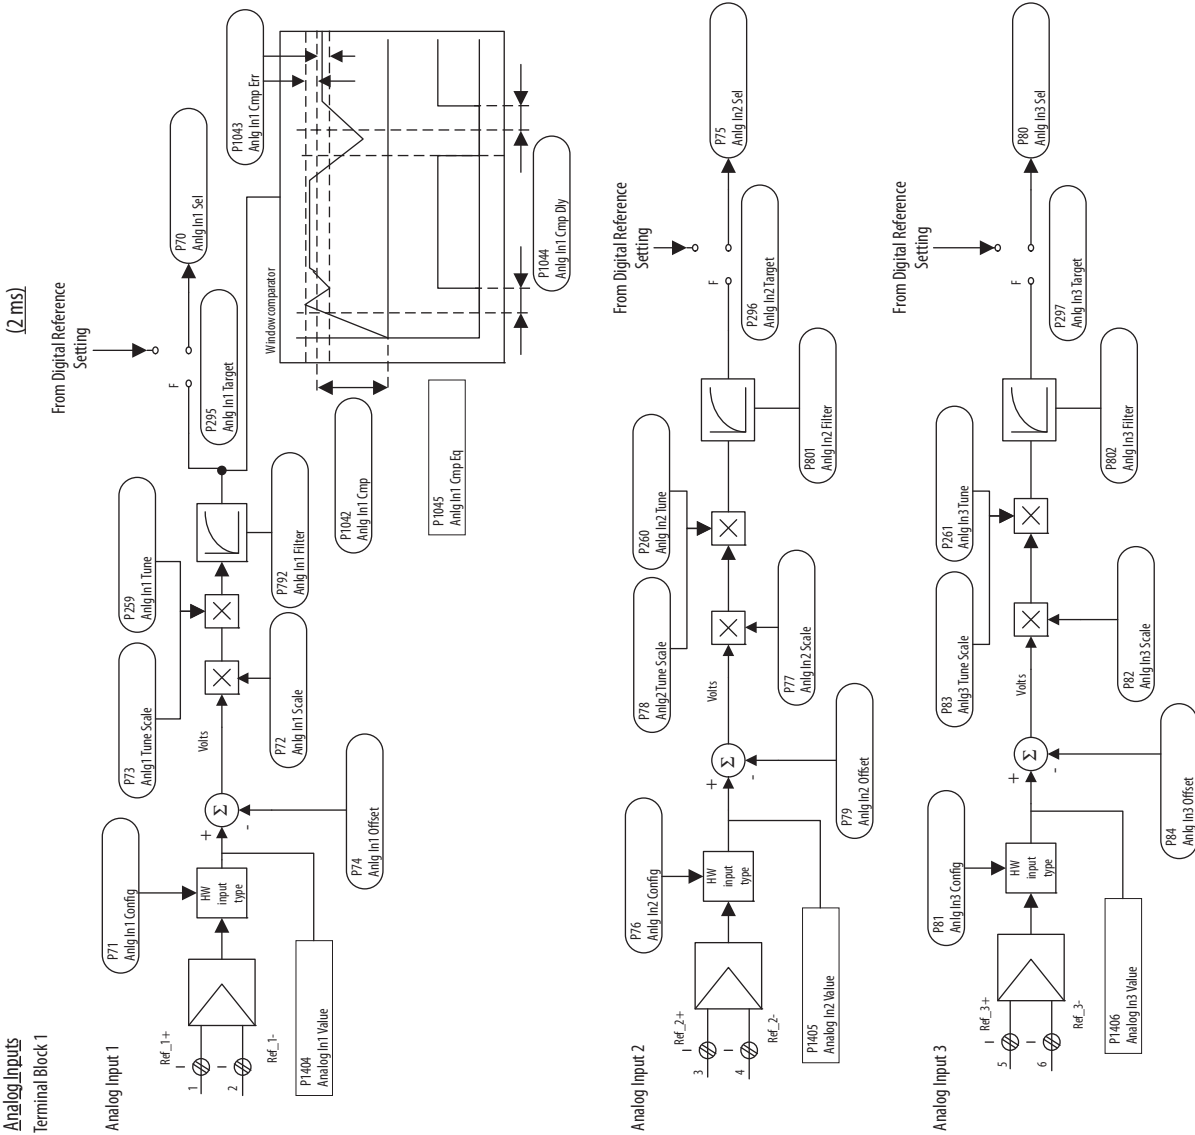 Analog Inputs
Terminal Block 1
(2 ms)
Analog Input 1
1
2
I
I
Ref_1+
Ref_1-
P1404
Analog In1 Value
P71
Anlg In1 Config
HW
input
type
+
Σ
-
P74
Anlg In1 Offset
Volts
P73
Anlg1 Tune Scale
P259
Anlg In1 Tune
P72
Anlg In1 Scale
P792
Anlg In1 Filter
From Digital Reference
Setting
F
P295
Anlg In1 Target
P70
Anlg In1 Sel
P1042
Anlg In1 Cmp
P1045
Anlg In1 Cmp Eq
Window comparator
P1043
Anlg In1 Cmp Err
P1044
Anlg In1 Cmp Dly
Analog Input 2
3
4
I
I
Ref_2+
Ref_2-
P1405
Analog In2 Value
P76
Anlg In2 Config
HW
input
type
+
Σ
-
P79
Anlg In2 Offset
Volts
P78
Anlg2 Tune Scale
P260
Anlg In2 Tune
P77
Anlg In2 Scale
P801
Anlg In2 Filter
From Digital Reference
Setting
F
P296
Anlg In2 Target
P75
Anlg In2 Sel
Analog Input 3
5
6
I
I
Ref_3+
Ref_3-
P1406
Analog In3 Value
P81
Anlg In3 Config
HW
input
type
+
Σ
-
P84
Anlg In3 Offset
Volts
P83
Anlg3 Tune Scale
P261
Anlg In3 Tune
P82
Anlg In3 Scale
P802
Anlg In3 Filter
From Digital Reference
Setting
F
P297
Anlg In3 Target
P80
Anlg In3 Sel